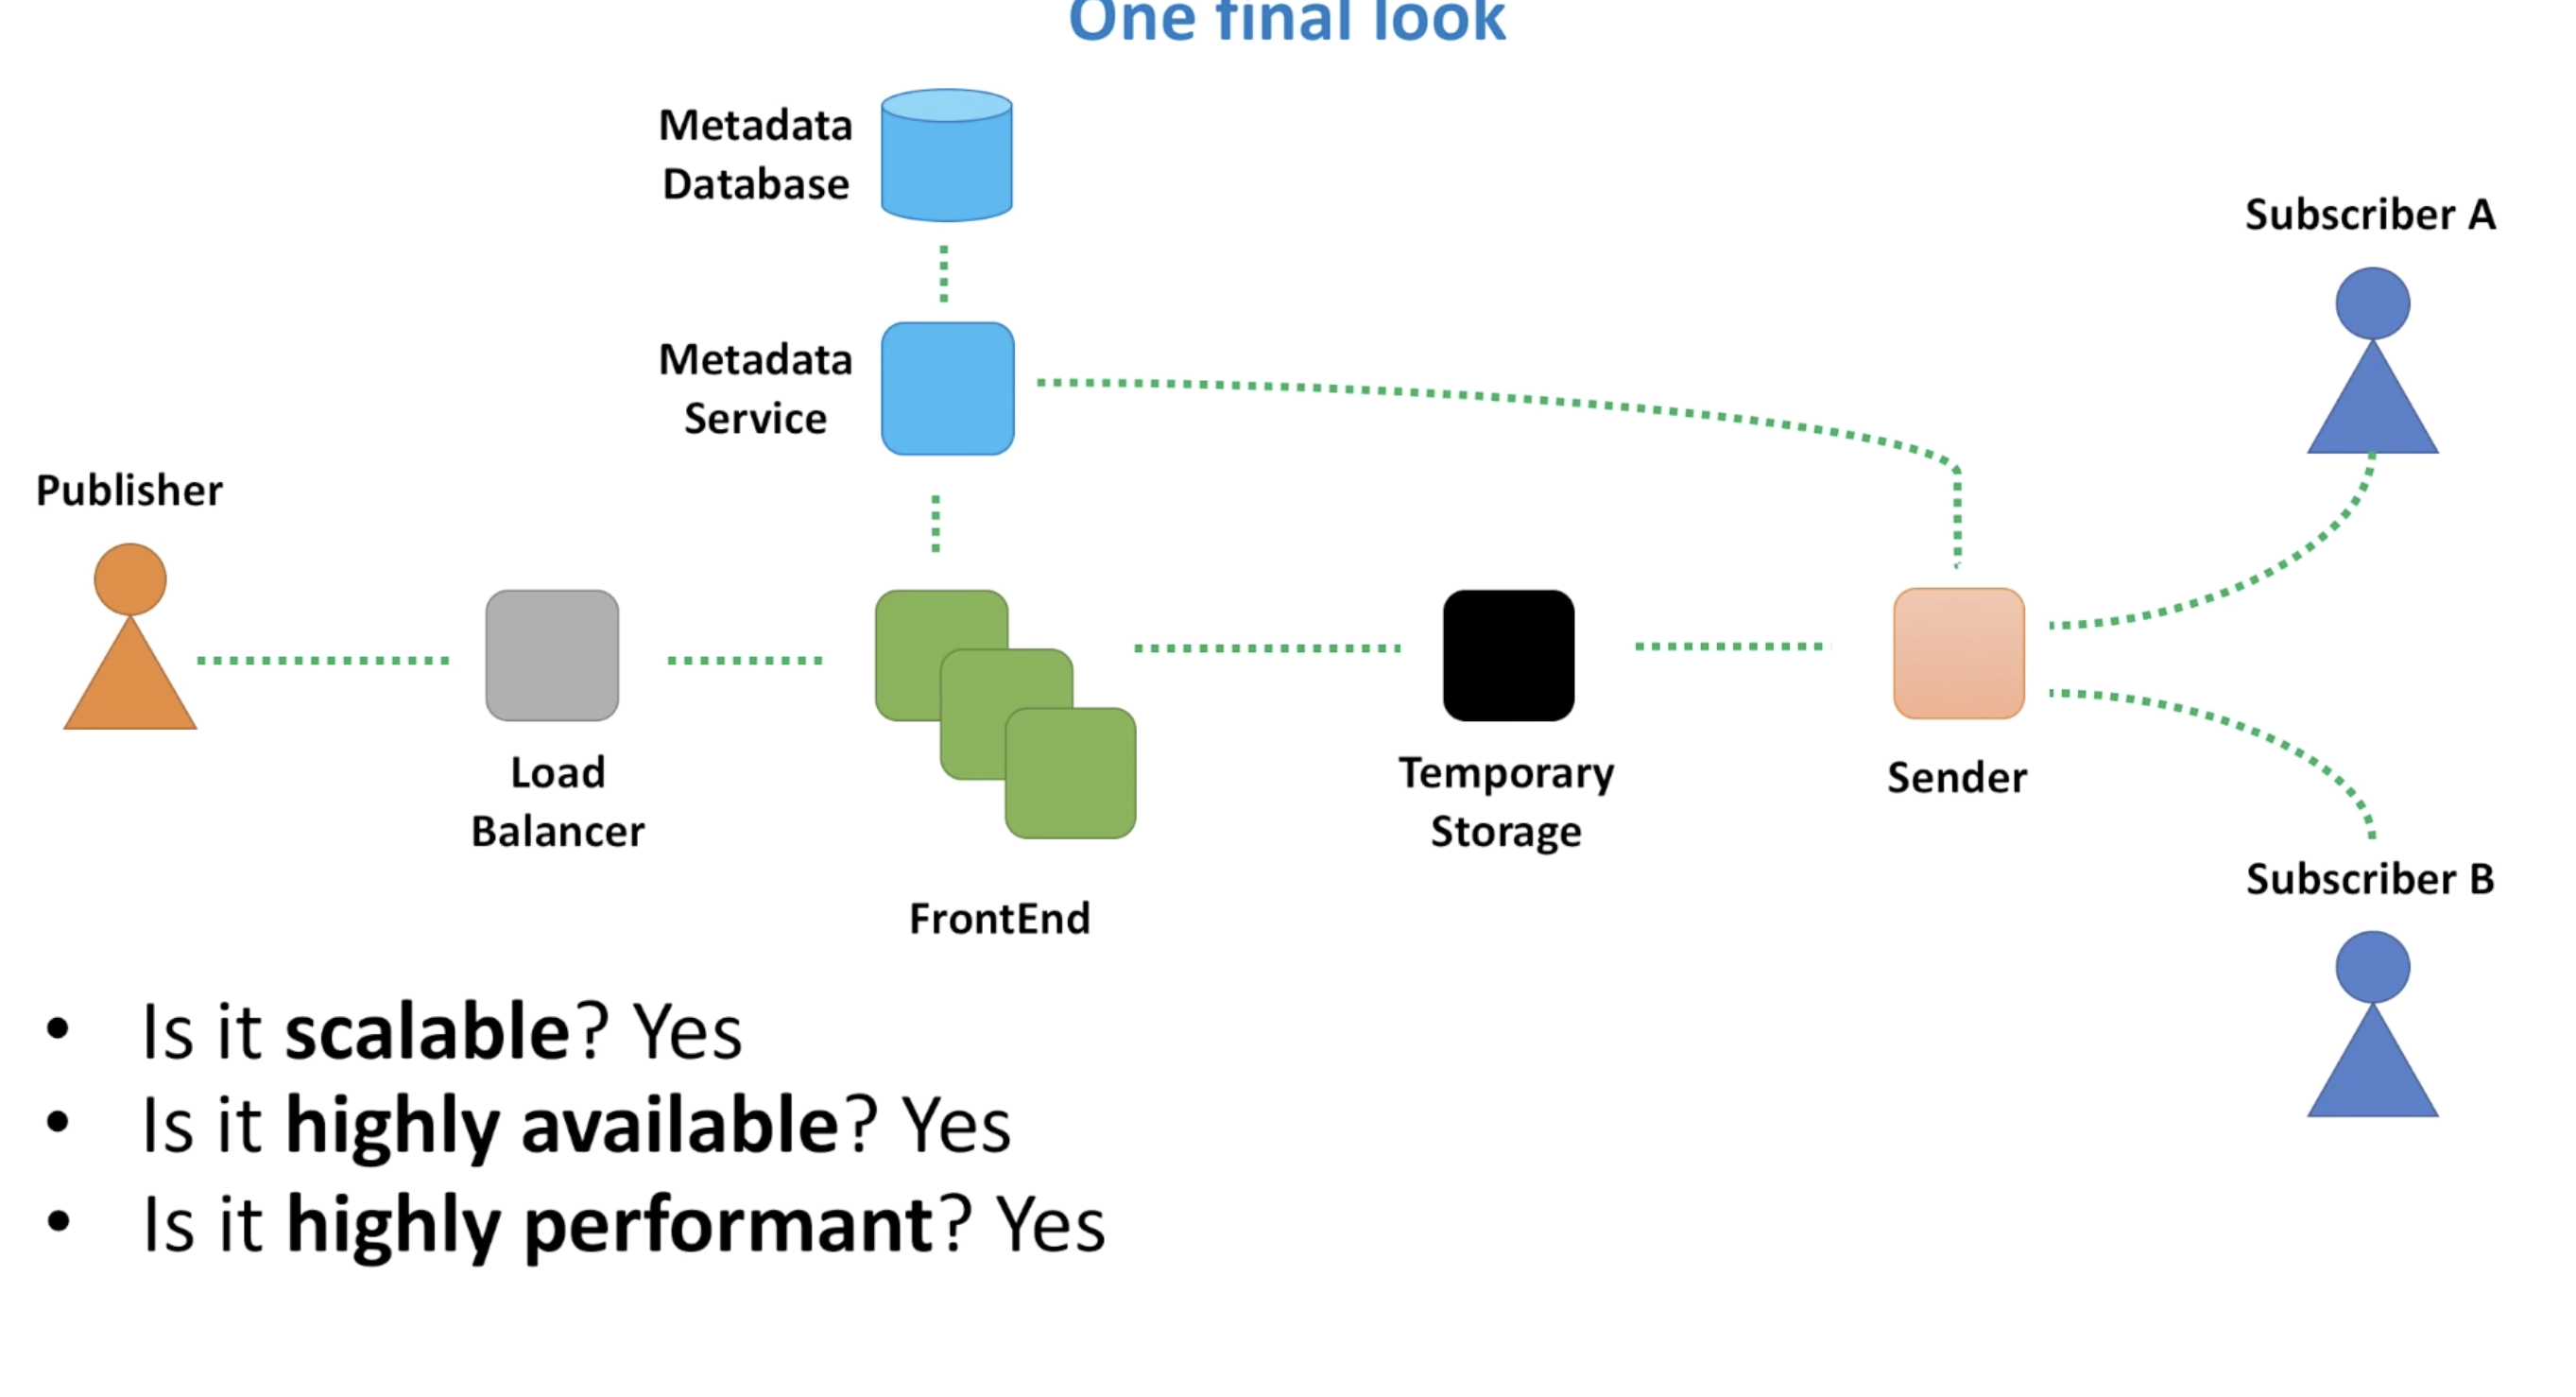 One final look
Metadata
Database
Subscriber A
Metadata
Service
Publisher
Load
Balancer
Temporary
Storage
Sender
FrontEnd
Subscriber B
• Is it scalable? Yes
• Is it highly available? Yes
• Is it highly performant? Yes